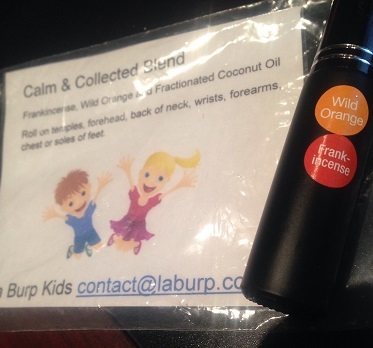 Calm & Collected Blend
Frankincense, Wild Orange and Fractionated Coconut Oil
Roll on temples, forehead, back of neck, wrists, forearms,
chest or soles of feet.
Burp Kids contact@laburp.co
Wild
Orange
Frank-
incense